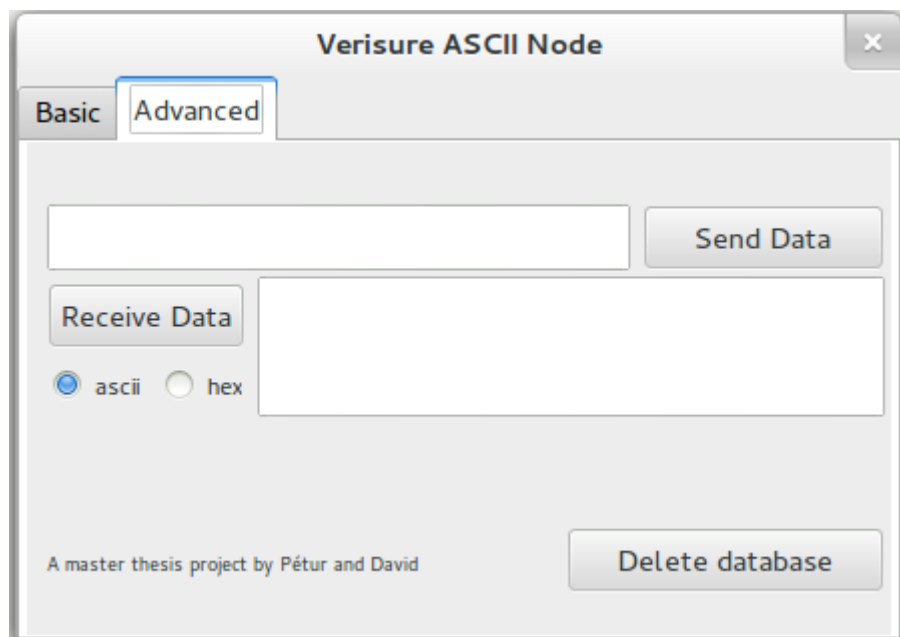 Verisure ASCII Node
×
Basic
Advanced
Send Data
Receive Data
ascii
hex
A master thesis project by Pétur and David
Delete database